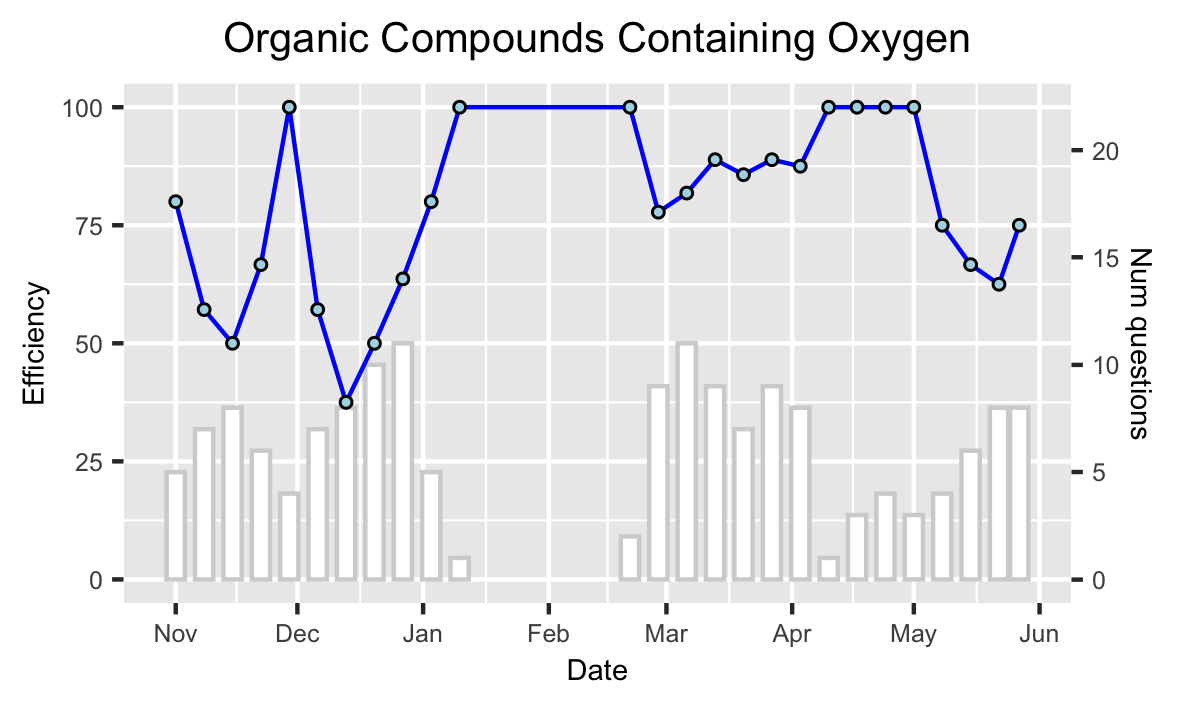 Organic Compounds Containing Oxygen
Efficiency
100
75
50
25
0
20
15
10
5
0
Num questions
Nov Dec Jan Feb Mar Apr May Jun
Date